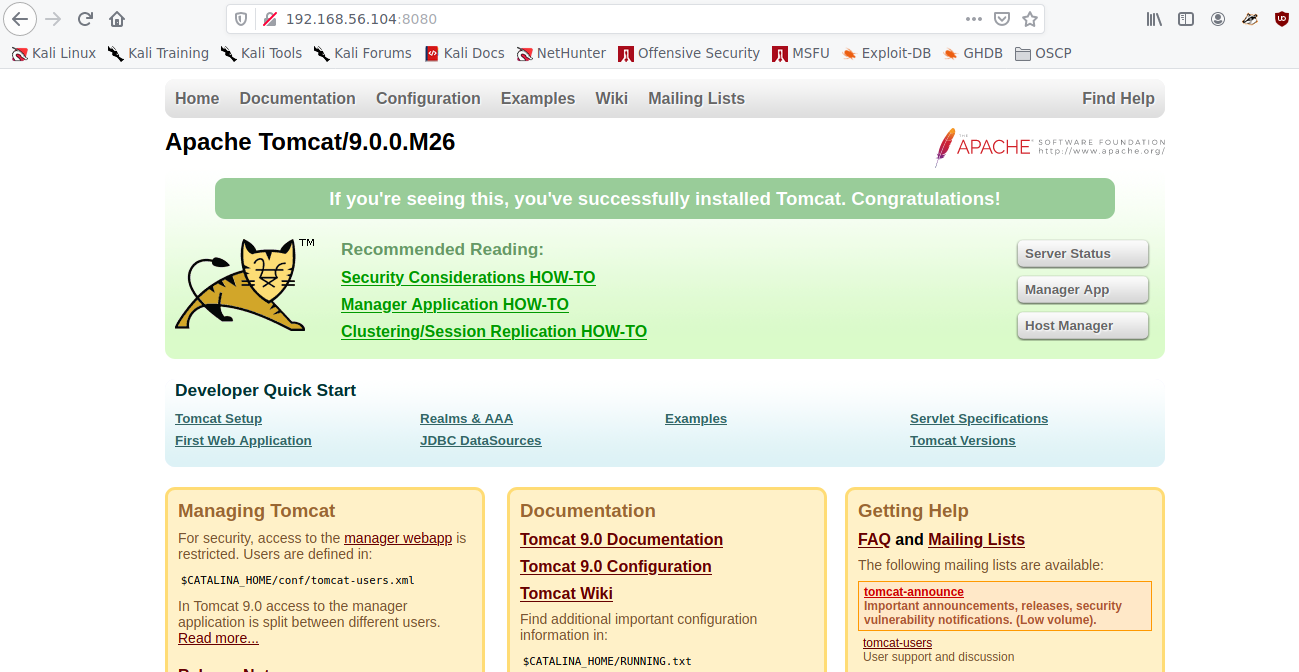 192.168.56.104:8080
Kali Linux Kali Training Kali Tools Kali Forums Kali Docs NetHunter Offensive Security MSFU Exploit-DB GHDB OSCP
Home Documentation Configuration Examples Wiki Mailing Lists Find Help
Apache Tomcat/9.0.0.M26
THE
APACHE SOFTWARE FOUNDATION
http://www.apache.org/
If you're seeing this, you've successfully installed Tomcat. Congratulations!
TM
Recommended Reading:
Security Considerations HOW-TO
Manager Application HOW-TO
Clustering/Session Replication HOW-TO
Server Status
Manager App
Host Manager
Developer Quick Start
Tomcat Setup
First Web Application
Realms & AAA
JDBC DataSources
Examples
Servlet Specifications
Tomcat Versions
Managing Tomcat
For security, access to the manager webapp is
restricted. Users are defined in:
$CATALINA_HOME/conf/tomcat-users.xml
In Tomcat 9.0 access to the manager
application is split between different users.
Read more...
Documentation
Tomcat 9.0 Documentation
Tomcat 9.0 Configuration
Tomcat Wiki
Find additional important configuration
information in:
$CATALINA_HOME/RUNNING.txt
Getting Help
FAQ and Mailing Lists
The following mailing lists are available:
tomcat-announce
Important announcements, releases, security
vulnerability notifications. (Low volume).
tomcat-users
User support and discussion